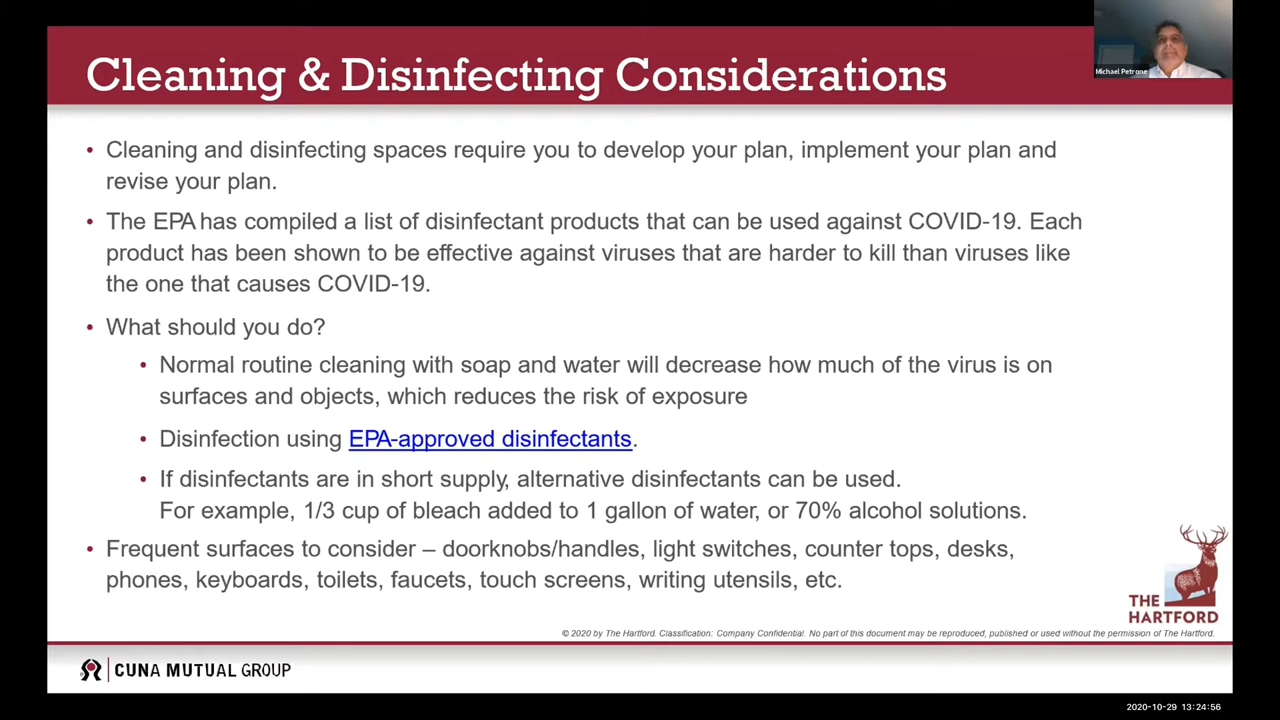 Cleaning & Disinfecting Considerations
Michael Petrone
• Cleaning and disinfecting spaces require you to develop your plan, implement your plan and
revise your plan.
• The EPA has compiled a list of disinfectant products that can be used against COVID-19. Each
product has been shown to be effective against viruses that are harder to kill than viruses like
the one that causes COVID-19.
• What should you do?
• Normal routine cleaning with soap and water will decrease how much of the virus is on
surfaces and objects, which reduces the risk of exposure
• Disinfection using EPA-approved disinfectants.
• If disinfectants are in short supply, alternative disinfectants can be used.
For example, 1/3 cup of bleach added to 1 gallon of water, or 70% alcohol solutions.
• Frequent surfaces to consider – doorknobs/handles, light switches, counter tops, desks,
phones, keyboards, toilets, faucets, touch screens, writing utensils, etc.
THE
HARTFORD
© 2020 by The Hartford. Classification: Company Confidential. No part of this document may be reproduced, published or used without the permission of The Hartford.
CUNA MUTUAL GROUP
2020-10-29 13:24:56